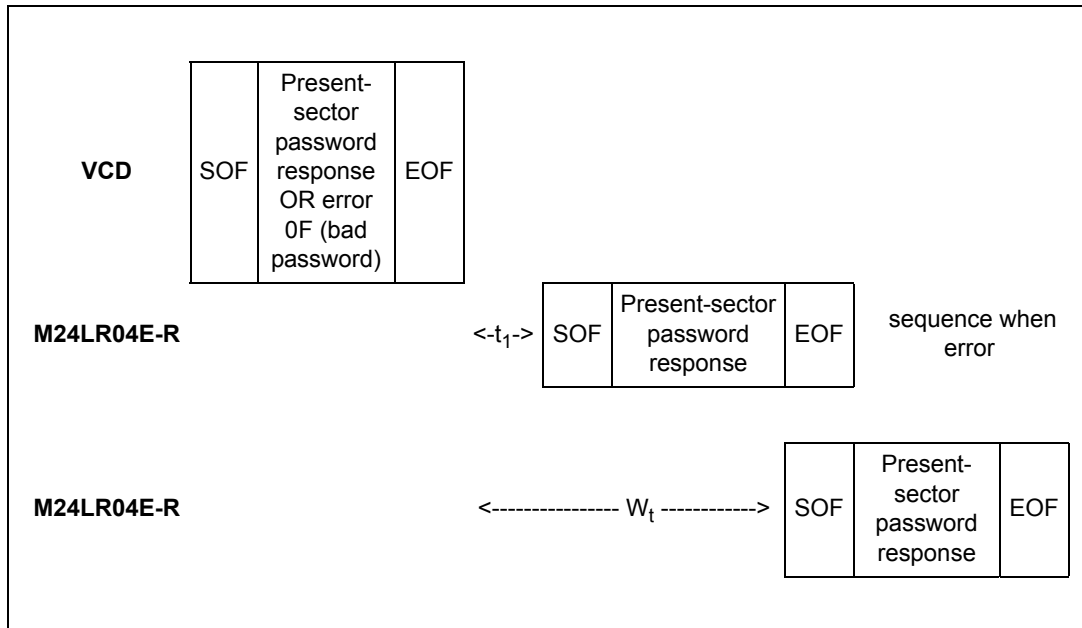 VCD
SOF
Present-
sector
password
response
OR error
0F (bad
password)
EOF
M24LR04E-R
<-t1->
SOF
Present-sector
password
response
EOF
sequence when
error
M24LR04E-R
<---------------- Wt ------------>
SOF
Present-
sector
password
response
EOF